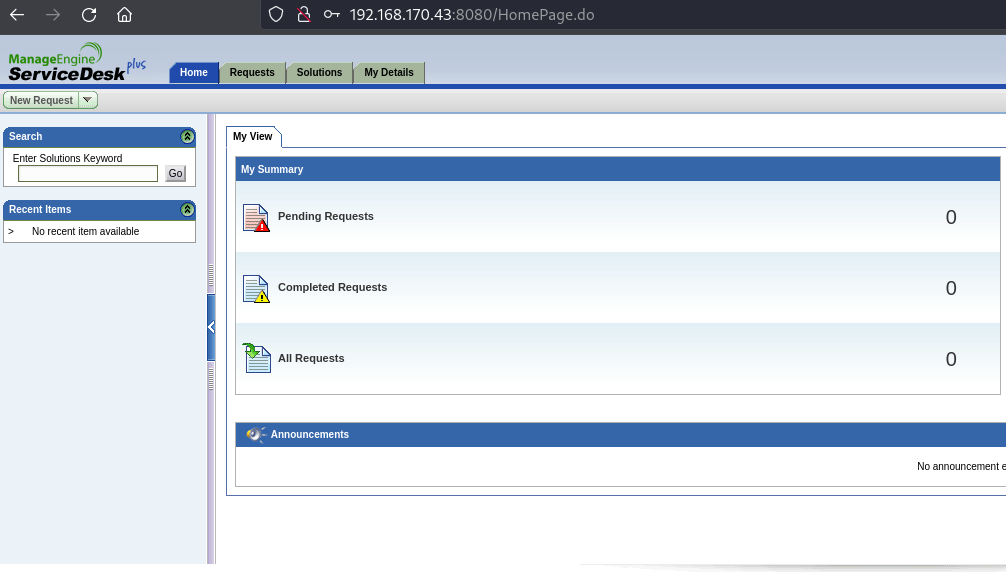 192.168.170.43:8080/HomePage.do
ManageEngine
ServiceDesk plus
Home Requests Solutions My Details
New Request
Search
Enter Solutions Keyword
Go
Recent Items
> No recent item available
My View
My Summary
Pending Requests 0
Completed Requests 0
All Requests 0
Announcements
No announcement e